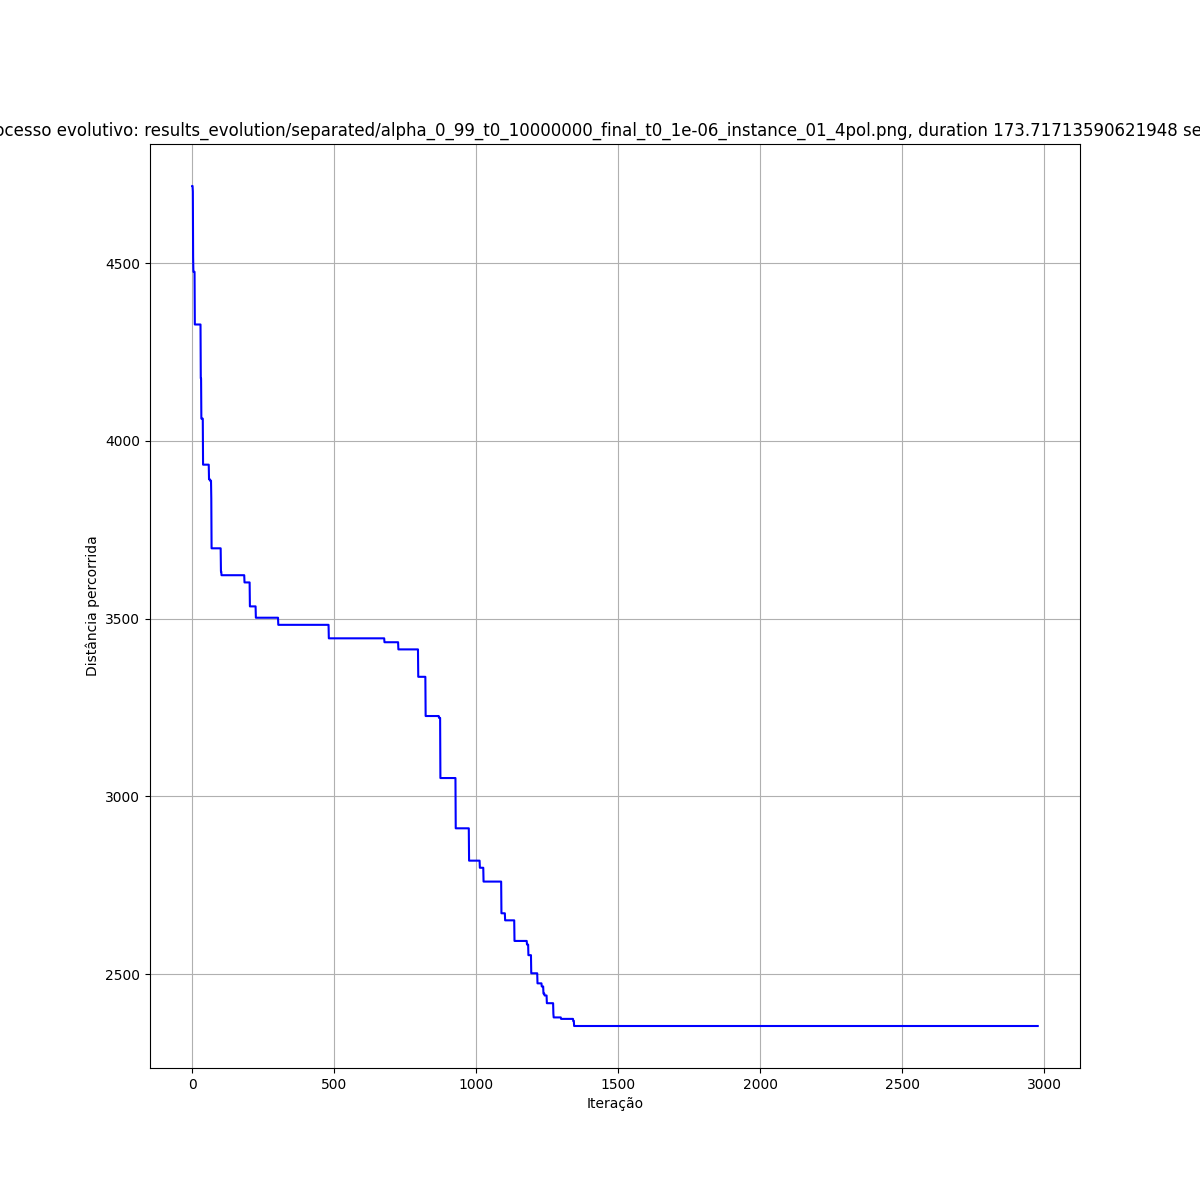 ocesso evolutivo: results_evolution/separated/alpha_0_99_t0_10000000_final_t0_1e-06_instance_01_4pol.png, duration 173.71713590621948 se
4500
4000
3500
3000
2500
Distância percorrida
0 500 1000 1500 2000 2500 3000
Iteração